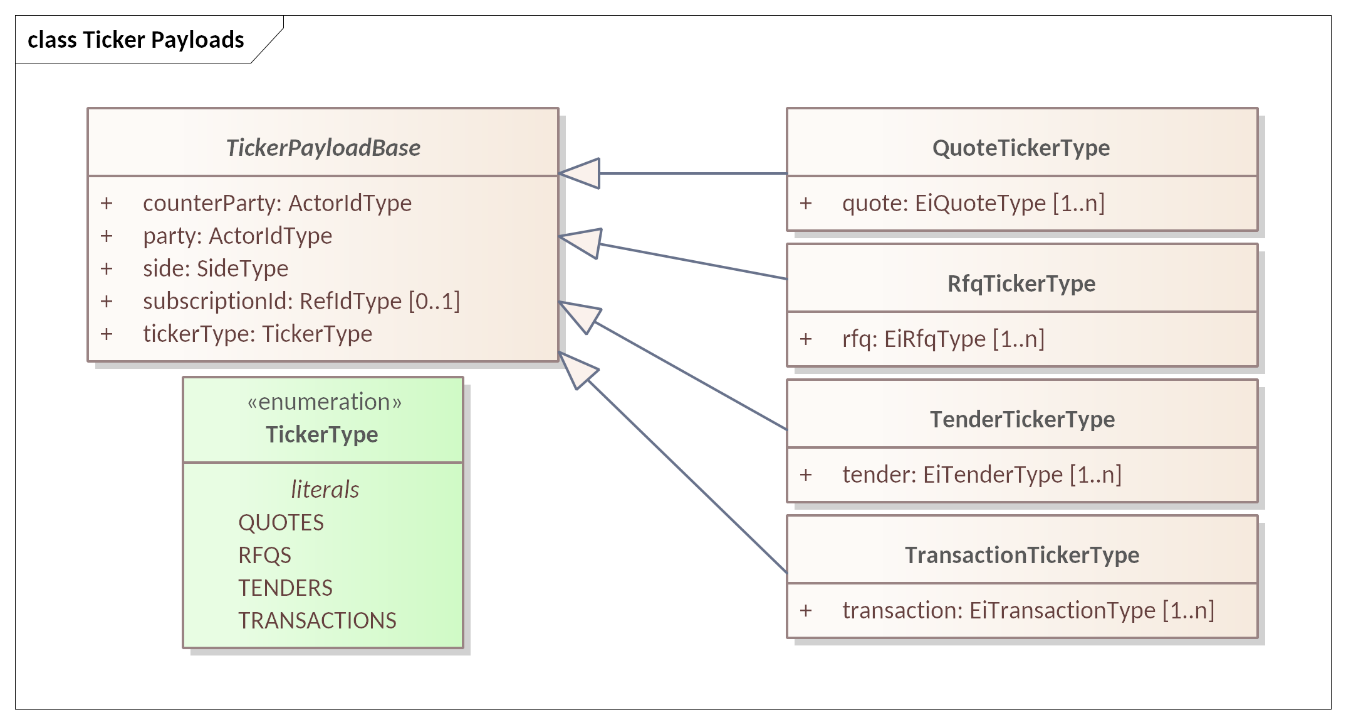 class Ticker Payloads
TickerPayloadBase
+ counterParty: ActorIdType
+ party: ActorIdType
+ side: SideType
+ subscriptionId: RefIdType [0..1]
+ tickerType: TickerType
«enumeration»
TickerType
literals
QUOTES
RFQS
TENDERS
TRANSACTIONS
QuoteTickerType
+ quote: EiQuoteType [1..n]
RfqTickerType
+ rfq: EiRfqType [1..n]
TenderTickerType
+ tender: EiTenderType [1..n]
TransactionTickerType
+ transaction: EiTransactionType [1..n]